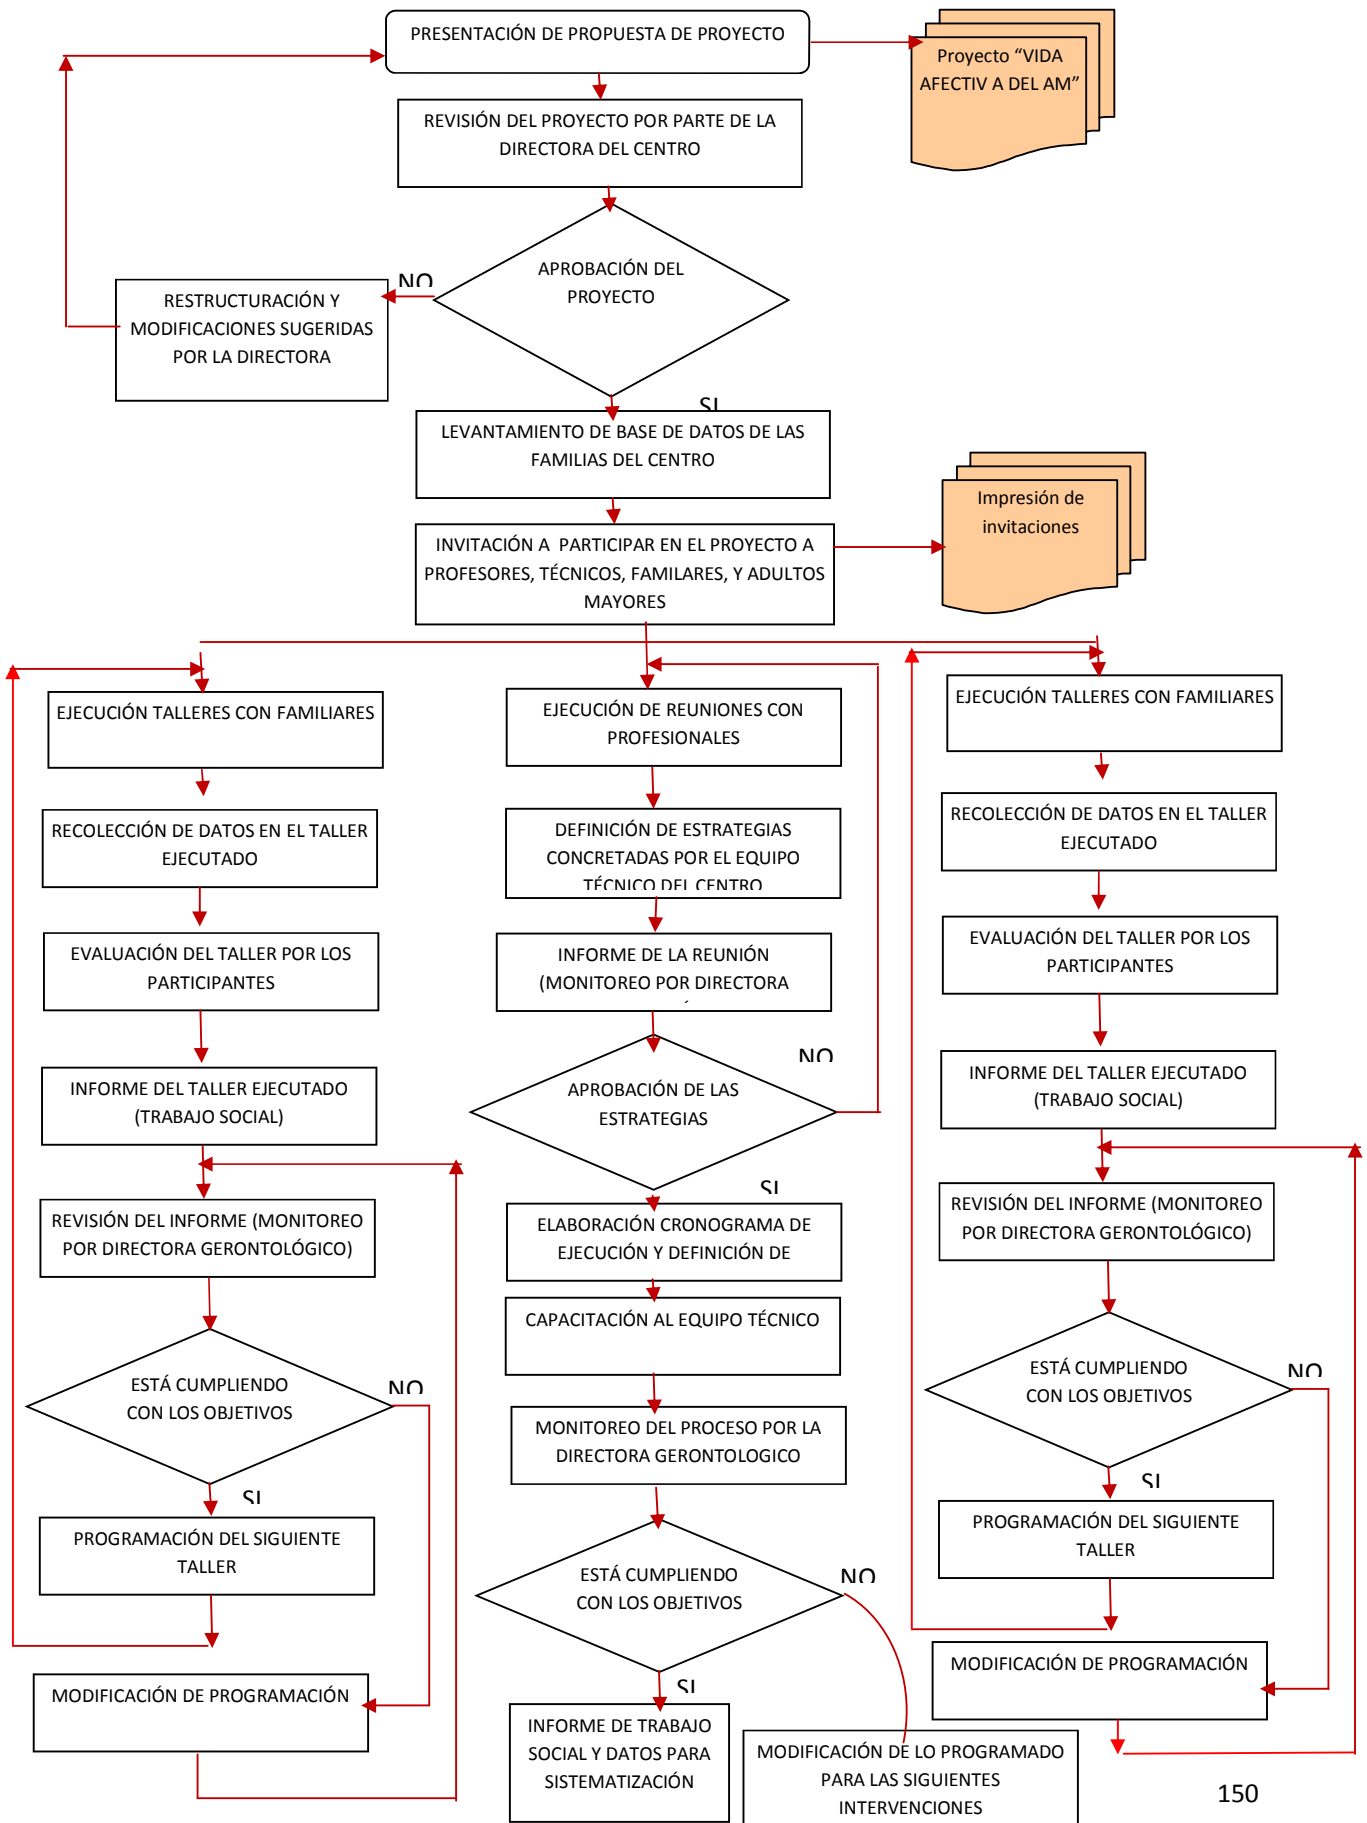 PRESENTACIÓN DE PROPUESTA DE PROYECTO
Proyecto “VIDA
AFECTIV A DEL AM”
REVISIÓN DEL PROYECTO POR PARTE DE LA
DIRECTORA DEL CENTRO
APROBACIÓN DEL
PROYECTO
NO
RESTRUCTURACIÓN Y
MODIFICACIONES SUGERIDAS
POR LA DIRECTORA
SI
LEVANTAMIENTO DE BASE DE DATOS DE LAS
FAMILIAS DEL CENTRO
Impresión de
invitaciones
INVITACIÓN A PARTICIPAR EN EL PROYECTO A
PROFESORES, TÉCNICOS, FAMILARES, Y ADULTOS
MAYORES
EJECUCIÓN TALLERES CON FAMILIARES
RECOLECCIÓN DE DATOS EN EL TALLER
EJECUTADO
EVALUACIÓN DEL TALLER POR LOS
PARTICIPANTES
INFORME DEL TALLER EJECUTADO
(TRABAJO SOCIAL)
REVISIÓN DEL INFORME (MONITOREO
POR DIRECTORA GERONTOLÓGICO)
ESTÁ CUMPLIENDO
CON LOS OBJETIVOS
NO
SI
PROGRAMACIÓN DEL SIGUIENTE
TALLER
MODIFICACIÓN DE PROGRAMACIÓN
EJECUCIÓN DE REUNIONES CON
PROFESIONALES
DEFINICIÓN DE ESTRATEGIAS
CONCRETADAS POR EL EQUIPO
TÉCNICO DEL CENTRO
INFORME DE LA REUNIÓN
(MONITOREO POR DIRECTORA
APROBACIÓN DE LAS
ESTRATEGIAS
NO
SI
ELABORACIÓN CRONOGRAMA DE
EJECUCIÓN Y DEFINICIÓN DE
CAPACITACIÓN AL EQUIPO TÉCNICO
MONITOREO DEL PROCESO POR LA
DIRECTORA GERONTOLOGICO
ESTÁ CUMPLIENDO
CON LOS OBJETIVOS
NO
SI
INFORME DE TRABAJO
SOCIAL Y DATOS PARA
SISTEMATIZACIÓN
MODIFICACIÓN DE LO PROGRAMADO
PARA LAS SIGUIENTES
INTERVENCIONES
EJECUCIÓN TALLERES CON FAMILIARES
RECOLECCIÓN DE DATOS EN EL TALLER
EJECUTADO
EVALUACIÓN DEL TALLER POR LOS
PARTICIPANTES
INFORME DEL TALLER EJECUTADO
(TRABAJO SOCIAL)
REVISIÓN DEL INFORME (MONITOREO
POR DIRECTORA GERONTOLÓGICO)
ESTÁ CUMPLIENDO
CON LOS OBJETIVOS
NO
SI
PROGRAMACIÓN DEL SIGUIENTE
TALLER
MODIFICACIÓN DE PROGRAMACIÓN
150